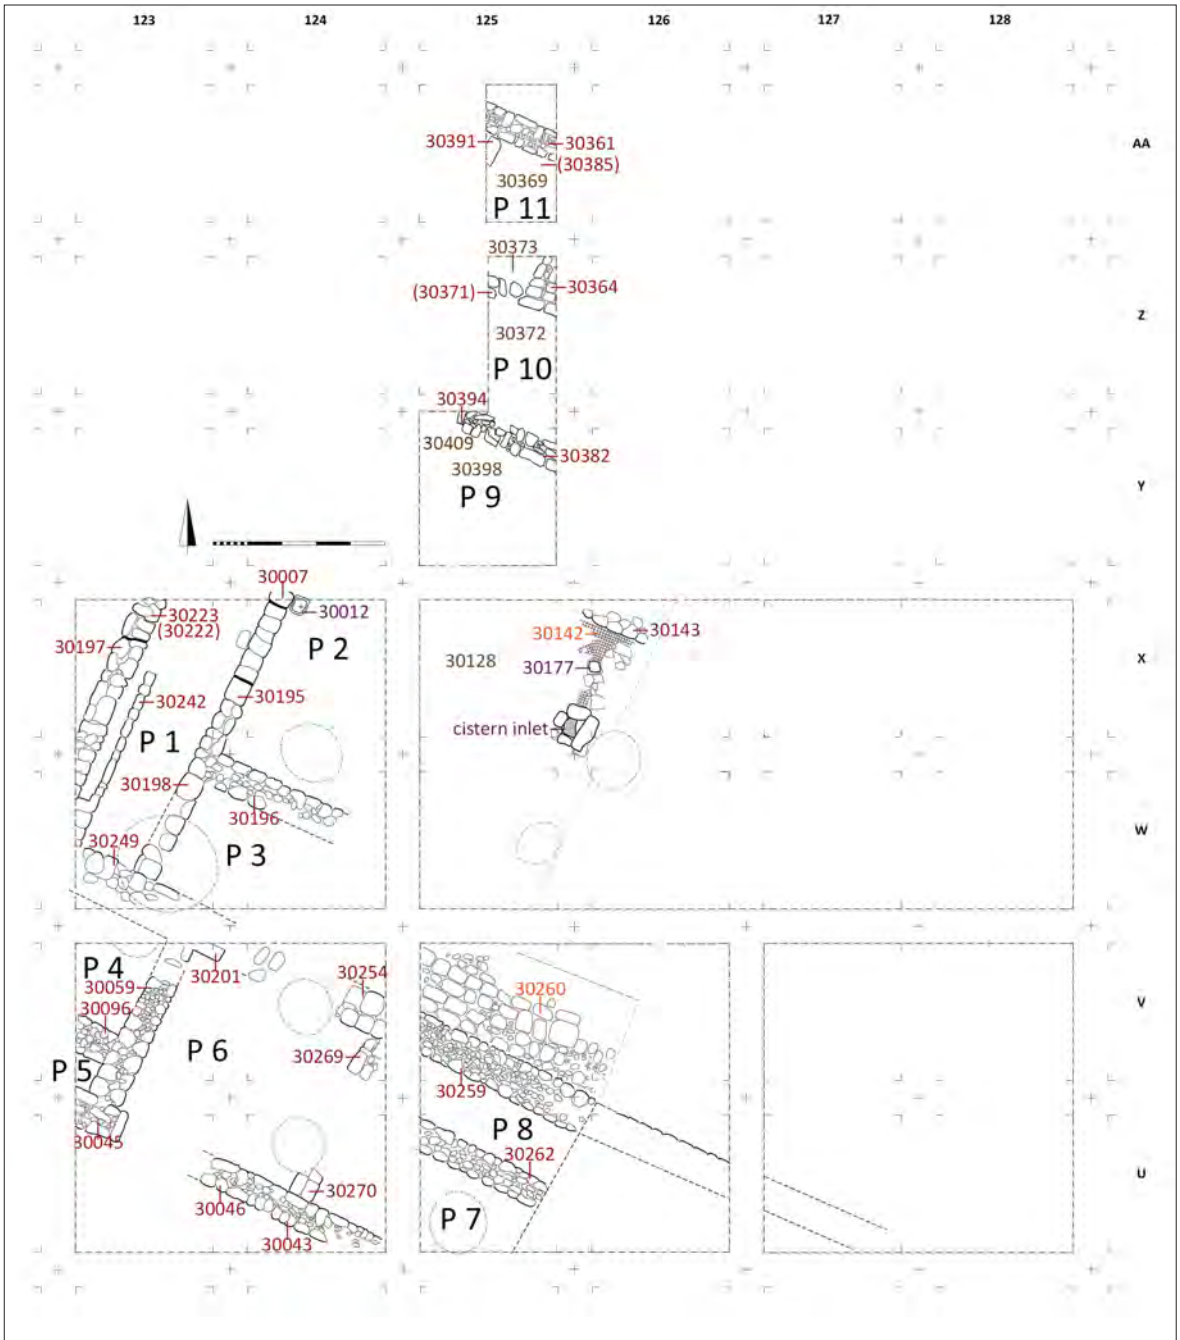 123 124 125 126 127 128
30391 30361 AA
(30385)
30369
P 11
30373
(30371) 30364
Z
30372
P 10
30394
30409 30382
30398
P 9 Y
30007
30223 30012
(30222)
30197 P 2 30142 30143
30128 30177 X
30242 30195
P 1 cistern inlet
30198
30196
30249 W
P 3
P 4 30201
30059 30254 30260 V
30096
P 6 30269
P 5
30259
30045 P 8
30262 U
30270
30046 P 7
30043